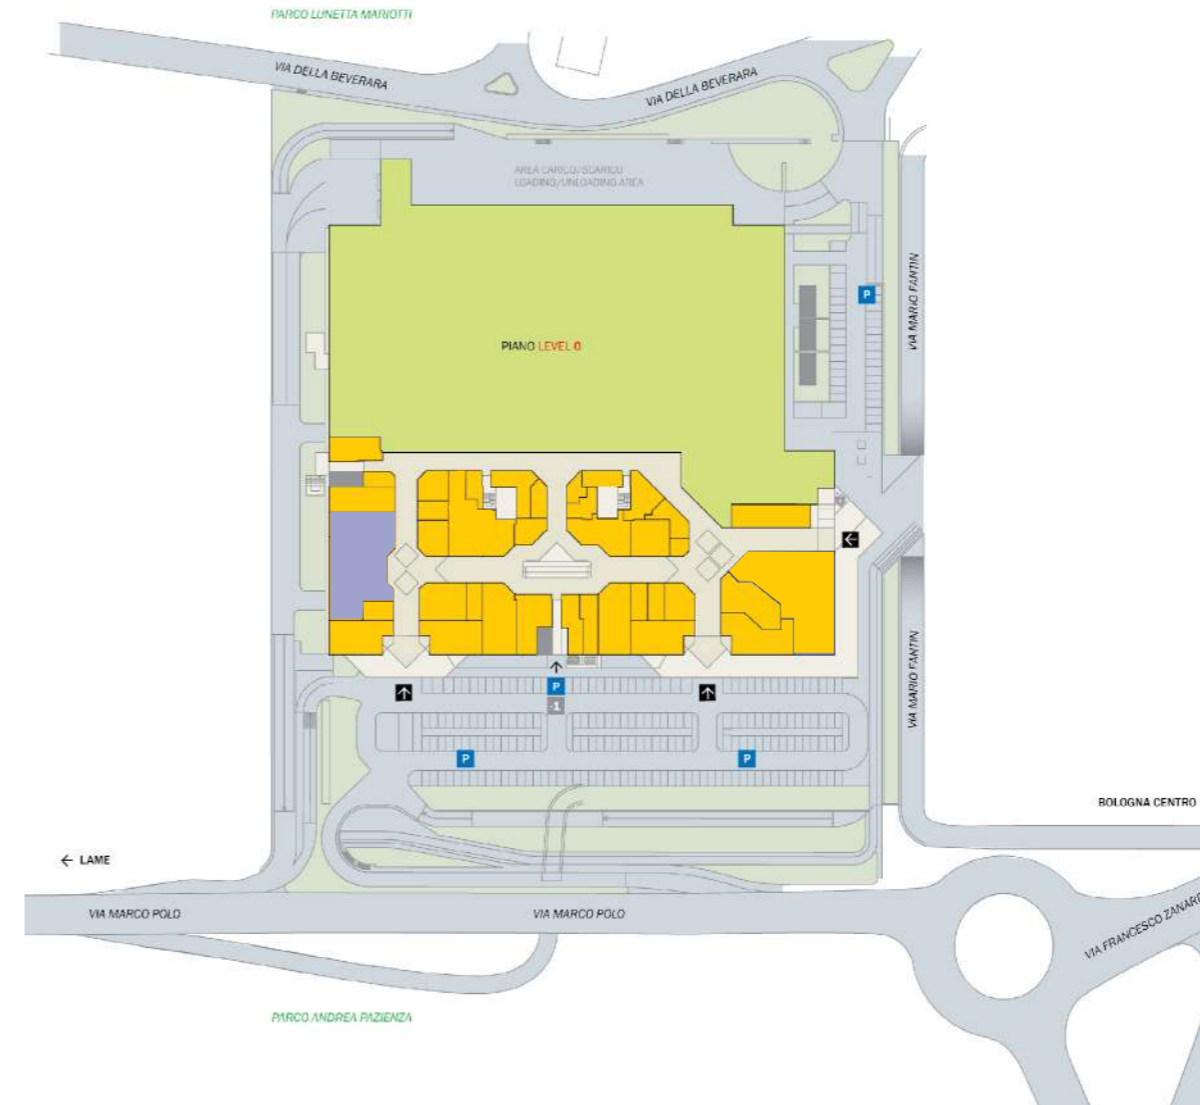 PARCO LUNETTA MARIOTTI
VIA DELLA BEVERARA
VIA DELLA BEVERARA
AREA CARICO/SCARICO
LOADING/UNLOADING AREA
P
VIA MARIO FANTIN
PIANO LEVEL 0
P
-1
VIA MARIO FANTIN
P
P
BOLOGNA CENTRO
LAME
VIA MARCO POLO
VIA MARCO POLO
VIA FRANCESCO ZANARD
PARCO ANDREA PAZIENZA